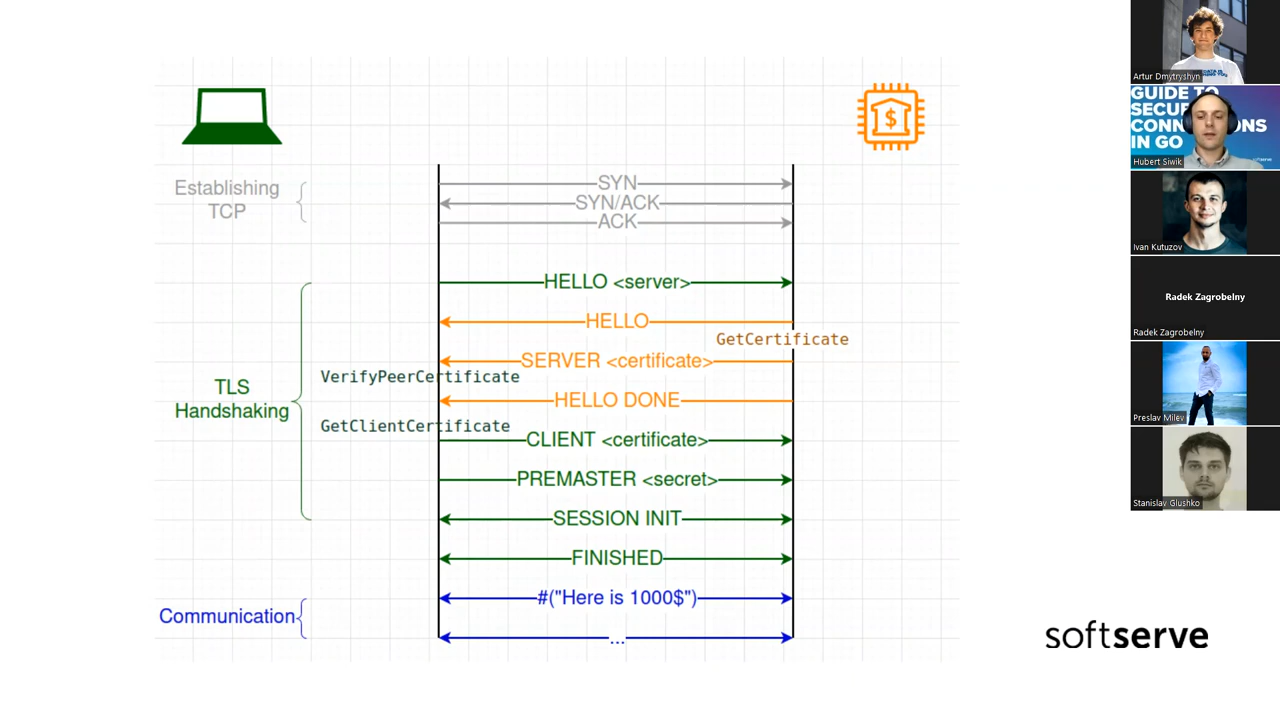 Establishing
TCP
SYN
SYN/ACK
ACK
HELLO <server>
HELLO
GetCertificate
SERVER <certificate>
VerifyPeerCertificate
TLS
Handshaking
HELLO DONE
GetClientCertificate
CLIENT <certificate>
PREMASTER <secret>
SESSION INIT
FINISHED
Communication
#("Here is 1000$")
...
$
Artur Dmytryshyn
GUIDE TO
SECU
CONN ONS
IN GO
Hubert Siwik
Ivan Kutuzov
Radek Zagrobelny
Radek Zagrobelny
Preslav Milev
Stanislav Glushko
softserve